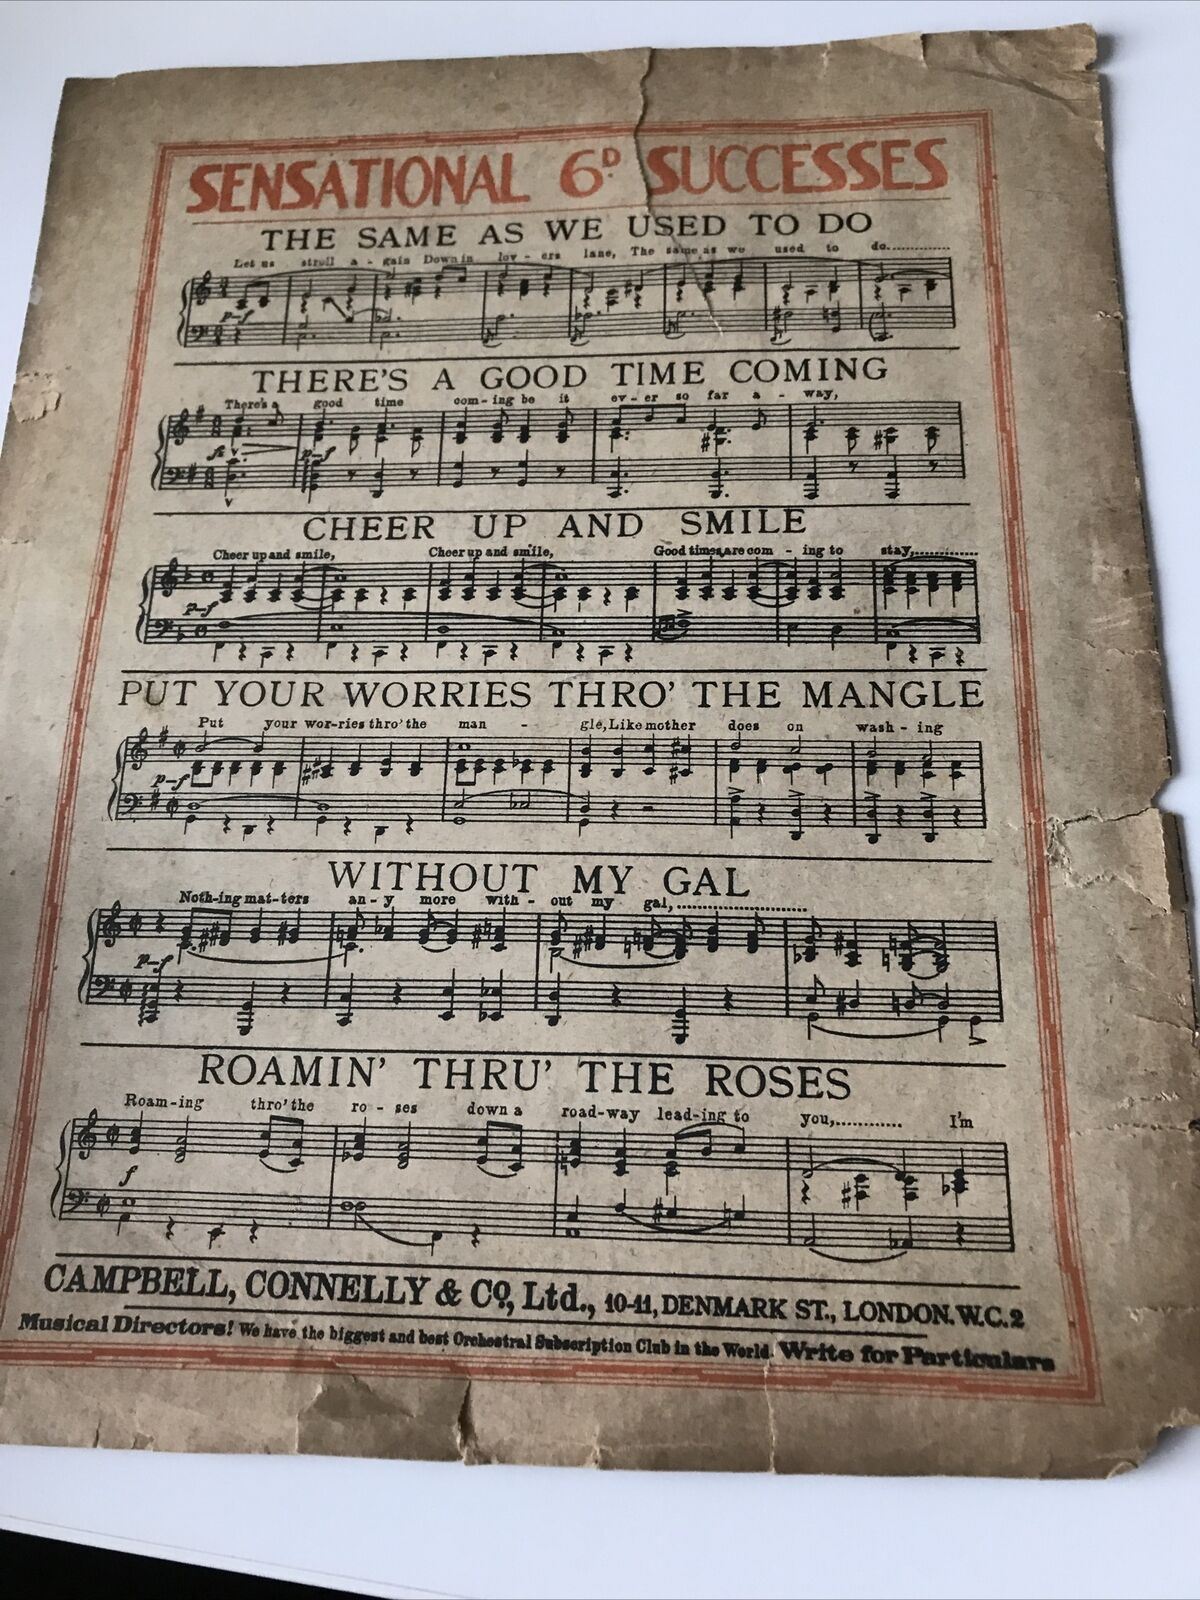 SENSATIONAL 6D. SUCCESSES
THE SAME AS WE USED TO DO
Let us stroll a - gain Down in lov - ers lane, The same as we used to do..............
p-f
THERE'S A GOOD TIME COMING
There's a good time com - ing be it ev - er so far a - way,
fz
p-f
CHEER UP AND SMILE
Cheer up and smile, Cheer up and smile, Good times are com - ing to stay,..............
p-f
PUT YOUR WORRIES THRO' THE MANGLE
Put your wor-ries thro' the man - gle, Like mother does on wash - ing
p-f
WITHOUT MY GAL
Noth-ing mat-ters an - y more with - out my gal,........................
p-f
ROAMIN' THRU' THE ROSES
Roam-ing thro' the ro - ses down a road-way lead-ing to you,............ I'm
f
CAMPBELL, CONNELLY & CO., Ltd., 10-11, DENMARK ST., LONDON. W.C.2
Musical Directors! We have the biggest and best Orchestral Subscription Club in the World. Write for Particulars